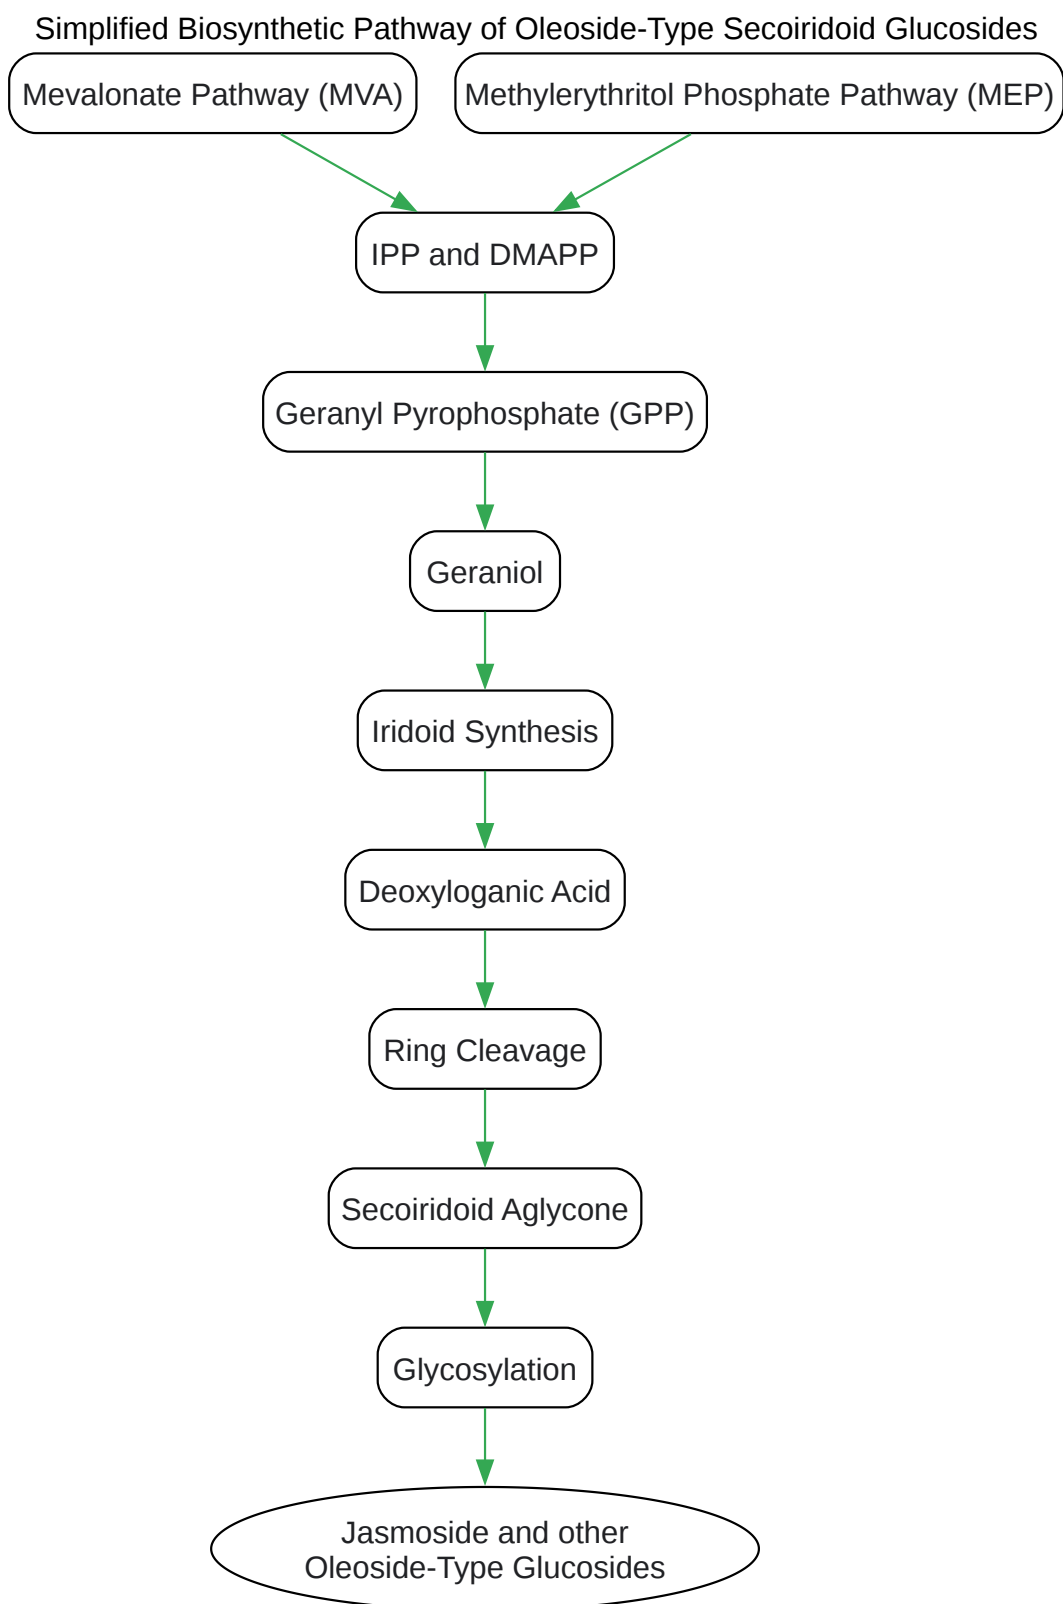 Simplified Biosynthetic Pathway of Oleoside-Type Secoiridoid Glucosides
Mevalonate Pathway (MVA)
Methylerythritol Phosphate Pathway (MEP)
IPP and DMAPP
Geranyl Pyrophosphate (GPP)
Geraniol
Iridoid Synthesis
Deoxyloganic Acid
Ring Cleavage
Secoiridoid Aglycone
Glycosylation
Jasmoside and other
Oleoside-Type Glucosides